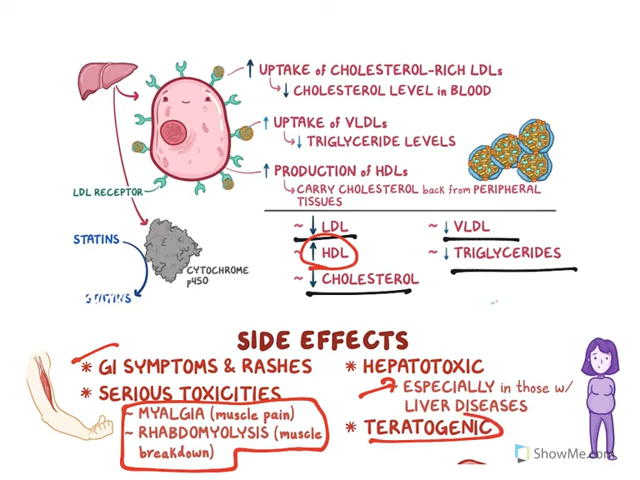 ↑ UPTAKE of CHOLESTEROL-RICH LDLs
↓ CHOLESTEROL LEVEL in BLOOD
↑ UPTAKE of VLDLs
↓ TRIGLYCERIDE LEVELS
↑ PRODUCTION of HDLs
CARRY CHOLESTEROL back from PERIPHERAL
TISSUES
LDL RECEPTOR
~ ↓ LDL
~ ↓ VLDL
STATINS
~ ↑ HDL
~ ↓ TRIGLYCERIDES
CYTOCHROME
p450
~ ↓ CHOLESTEROL
STATINS
SIDE EFFECTS
* GI SYMPTOMS & RASHES
* SERIOUS TOXICITIES
~ MYALGIA (muscle pain)
~ RHABDOMYOLYSIS (muscle
breakdown)
* HEPATOTOXIC
ESPECIALLY in those w/
LIVER DISEASES
* TERATOGENIC
ShowMe.com